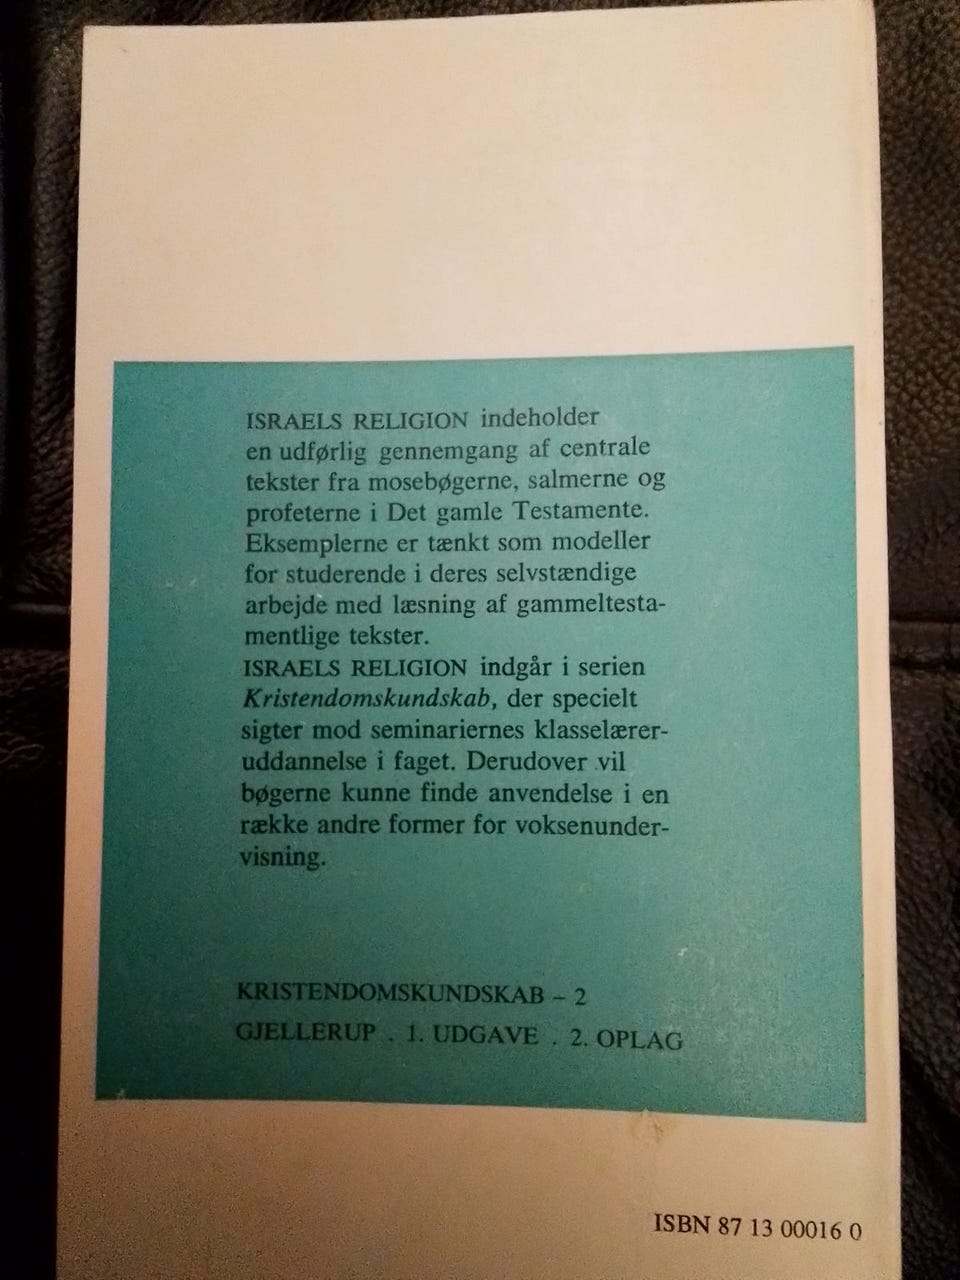 ISRAELS RELIGION indeholder
en udførlig gennemgang af centrale
tekster fra mosebøgerne, salmerne og
profeterne i Det gamle Testamente.
Eksemplerne er tænkt som modeller
for studerende i deres selvstændige
arbejde med læsning af gammeltesta-
mentlige tekster.
ISRAELS RELIGION indgår i serien
Kristendomskundskab, der specielt
sigter mod seminariernes klasselærer-
uddannelse i faget. Derudover vil
bøgerne kunne finde anvendelse i en
række andre former for voksenunder-
visning.
KRISTENDOMSKUNDSKAB – 2
GJELLERUP . 1. UDGAVE . 2. OPLAG
ISBN 87 13 00016 0